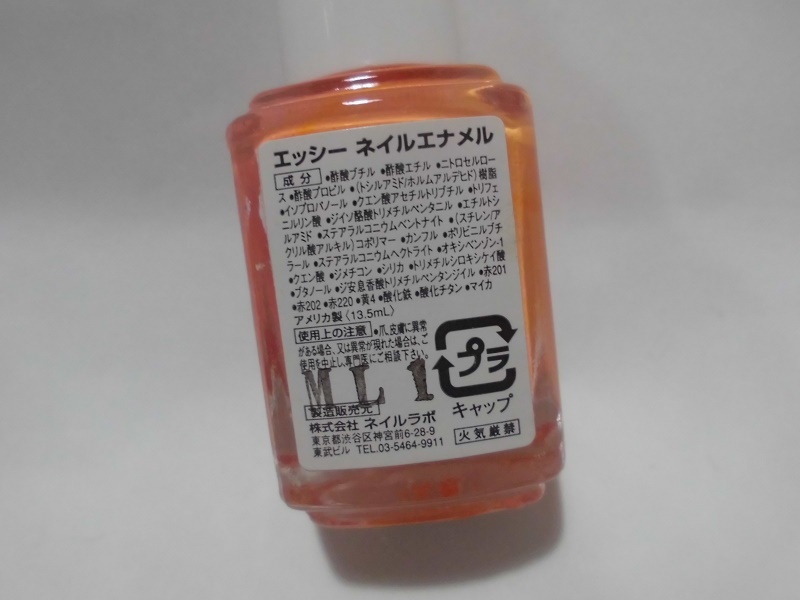 エッシー ネイルエナメル
成分 •酢酸ブチル •酢酸エチル •ニトロセルロー
ス •酢酸プロピル •(トシルアミド/ホルムアルデヒド)樹脂
•イソプロパノール •クエン酸アセチルトリブチル •トリフェ
ニルリン酸 •ジイソ酪酸トリメチルペンタニル •エチルトシ
ルアミド •ステアラルコニウムベントナイト •(スチレン/ア
クリル酸アルキル)コポリマー •カンフル •ポリビニルブチ
ラール •ステアラルコニウムヘクトライト •オキシベンゾン-1
•クエン酸 •ジメチコン •シリカ •トリメチルシロキシケイ酸
•ブタノール •ジ安息香酸トリメチルペンタンジイル •赤201
•赤202 •赤220 •黄4 •酸化鉄 •酸化チタン •マイカ
アメリカ製〈13.5mL〉
使用上の注意 •爪、皮膚に異常
がある場合、又は異常が現れた場合は、ご
使用を中止し、専門医にご相談下さい。
ML 1
プラ
キャップ
製造販売元
株式会社 ネイルラボ
東京都渋谷区神宮前6-28-9
東武ビル TEL.03-5464-9911
火気厳禁